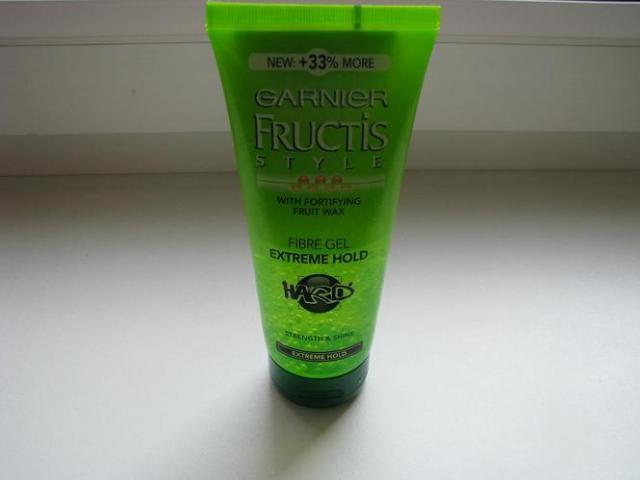 NEW: +33% MORE
GARNIER
FRUCTIS
STYLE
WITH FORTIFYING
FRUIT WAX
FIBRE GEL
EXTREME HOLD
HARD
STRENGTH & SHINE
EXTREME HOLD